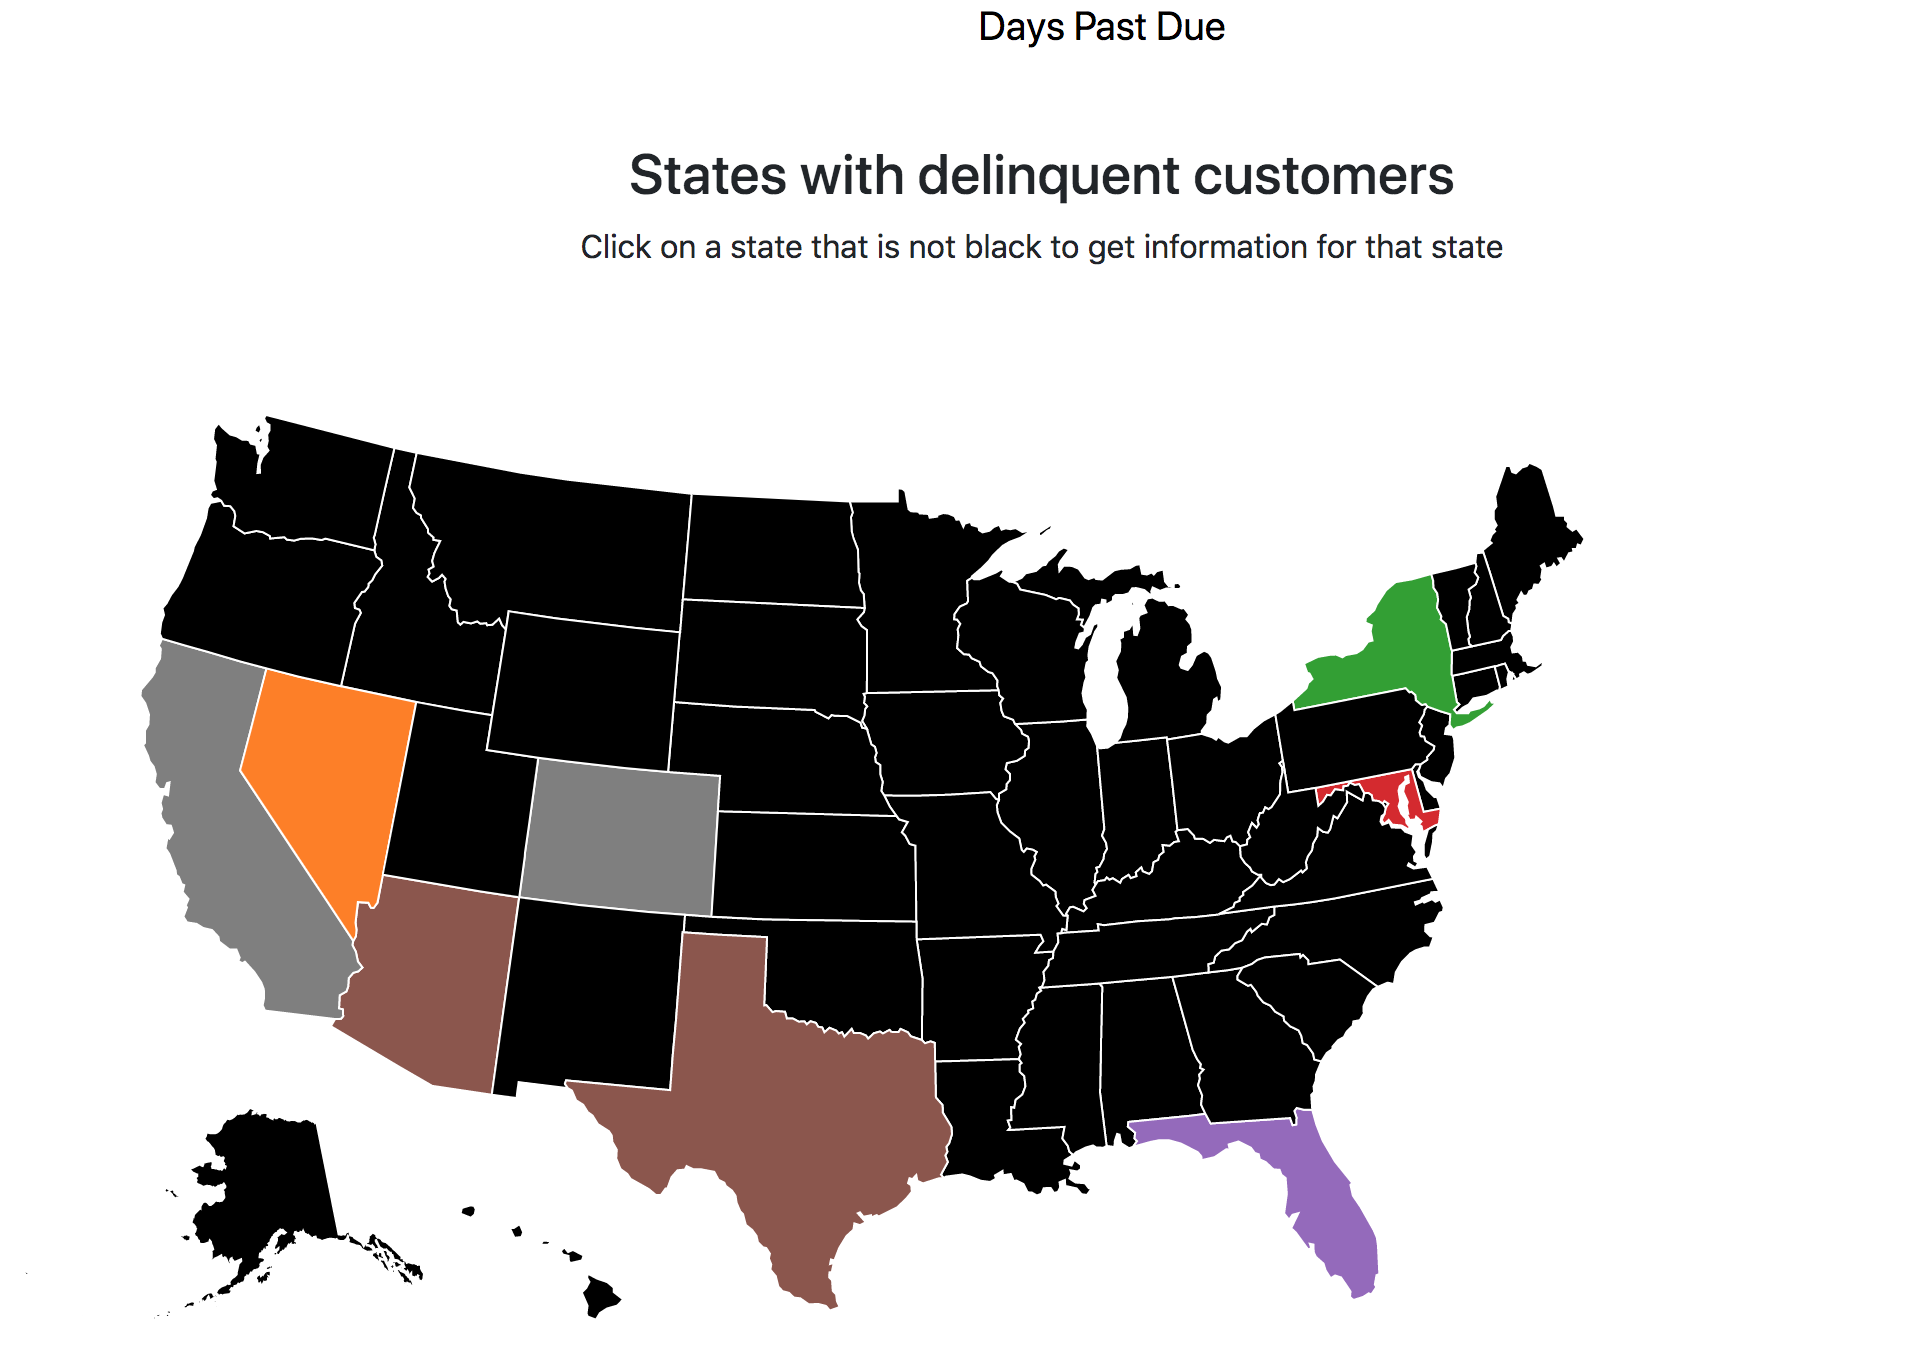 Days Past Due
States with delinquent customers
Click on a state that is not black to get information for that state